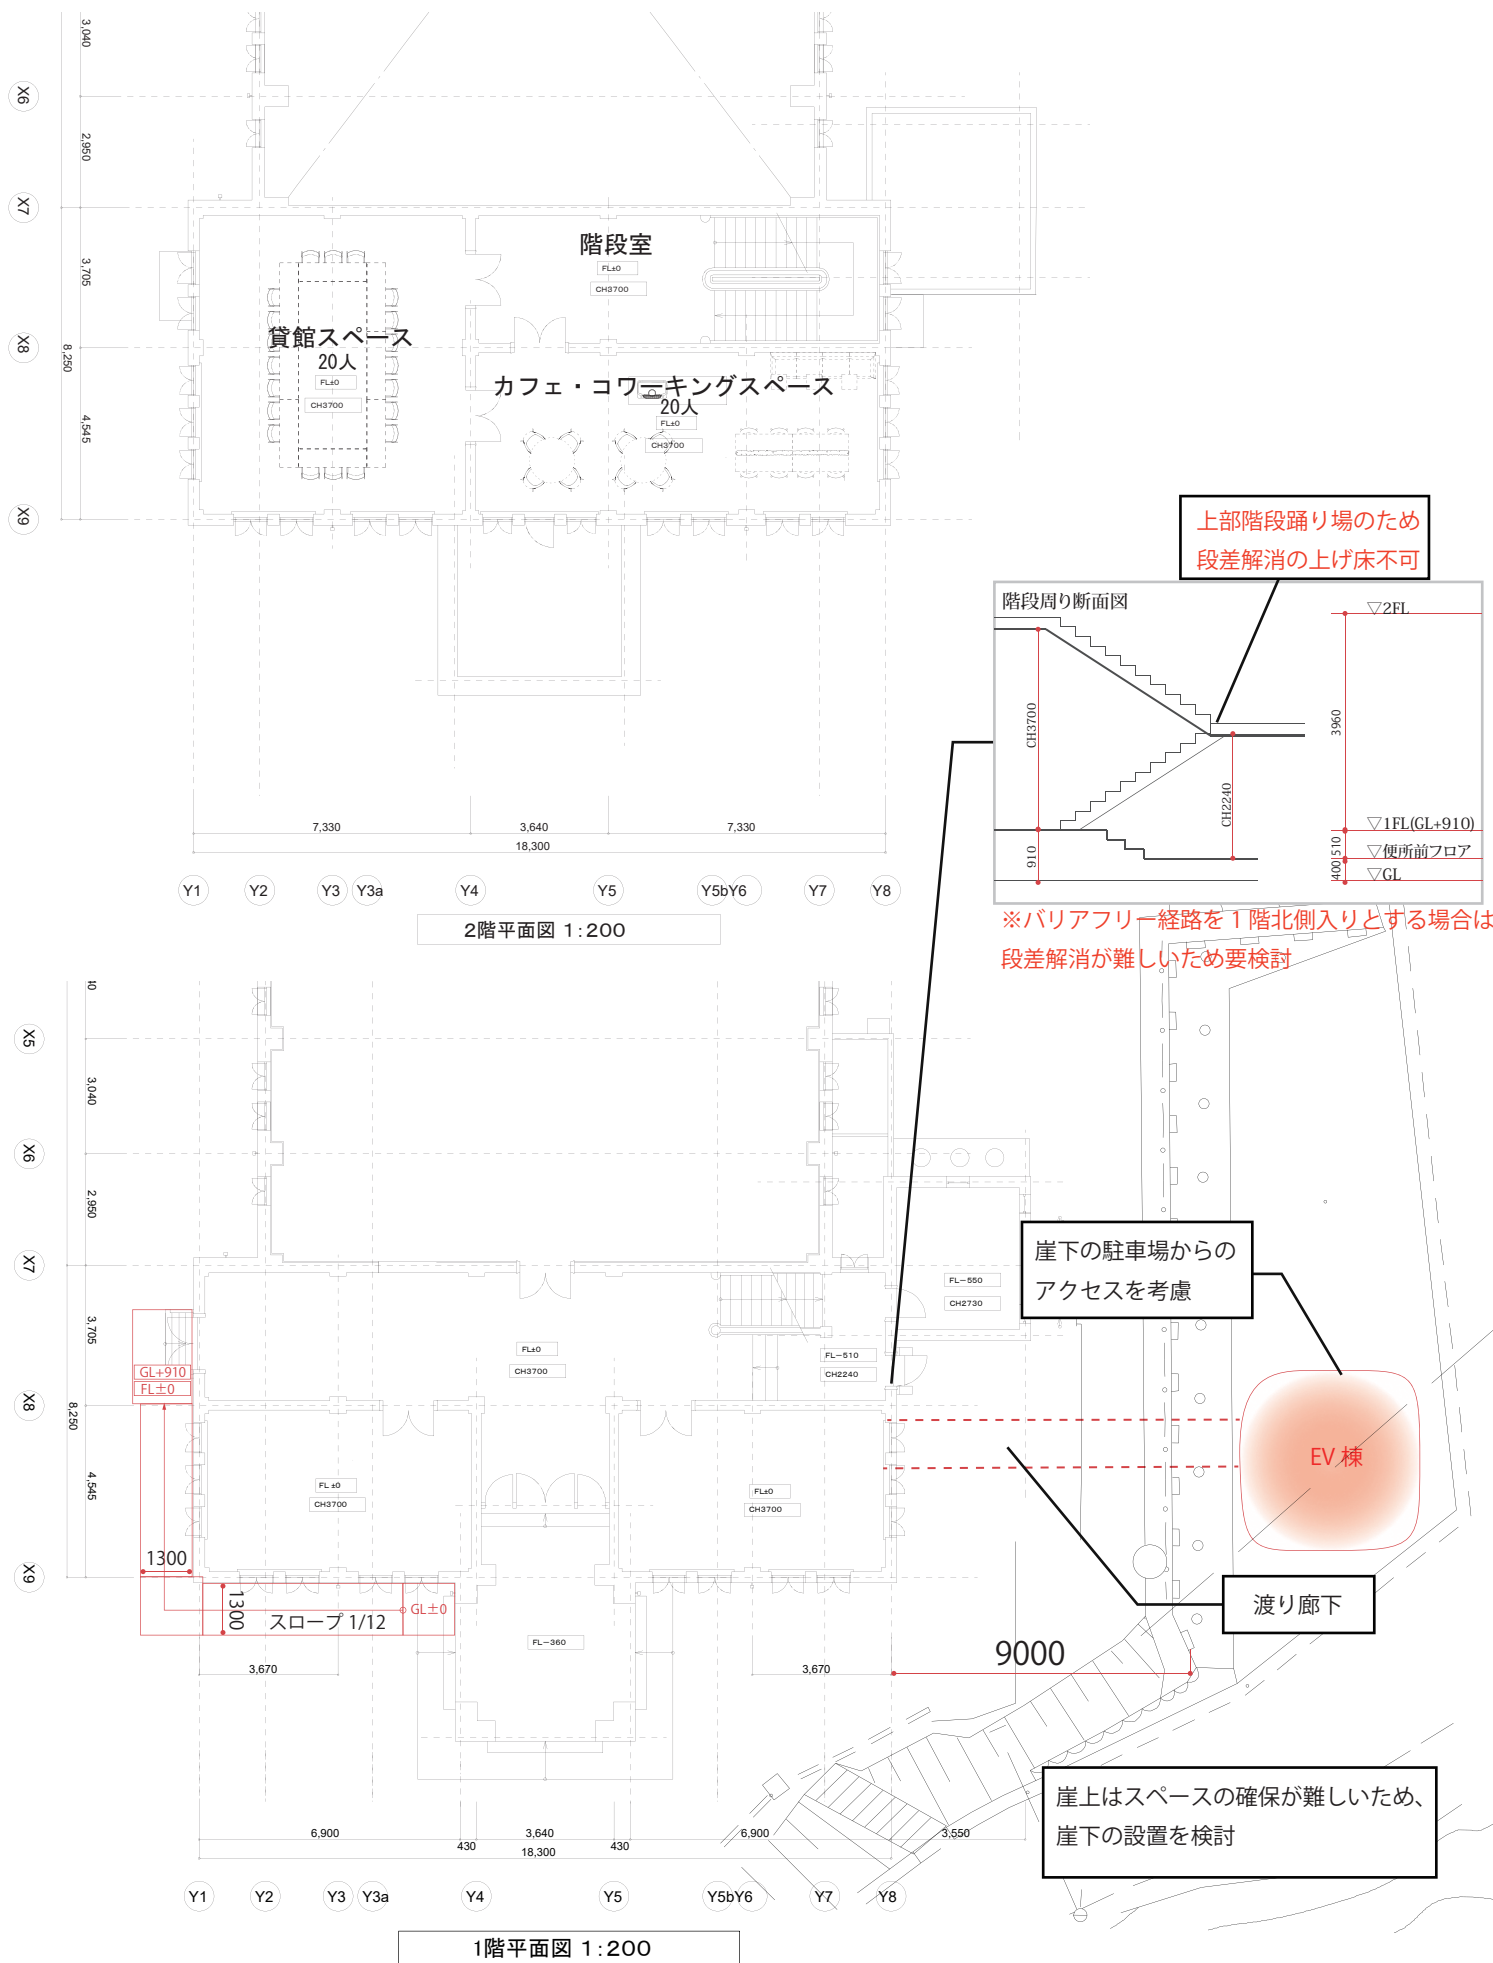 3,040
X6
2,950
X7
3,705
X8
8,250
4,545
X9
階段室
FL±0
CH3700
貸館スペース
20人
FL±0
CH3700
カフェ・コワーキングスペース
20人
FL±0
CH3700
7,330
3,640
7,330
18,300
Y1
Y2
Y3
Y3a
Y4
Y5
Y5b
Y6
Y7
Y8
2階平面図 1:200
上部階段踊り場のため
段差解消の上げ床不可
階段周り断面図
▽2FL
CH3700
3960
CH2240
▽1FL(GL+910)
910
510
▽便所前フロア
400
▽GL
※バリアフリー経路を1階北側入りとする場合は
段差解消が難しいため要検討
X5
3,040
X6
2,950
X7
3,705
X8
8,250
4,545
X9
FL−550
CH2730
FL±0
CH3700
FL−510
CH2240
GL+910
FL±0
FL±0
CH3700
FL±0
CH3700
1300
1300
スロープ 1/12
GL±0
FL−360
3,670
3,670
9000
崖下の駐車場からの
アクセスを考慮
EV 棟
渡り廊下
崖上はスペースの確保が難しいため、
崖下の設置を検討
6,900
430
3,640
430
6,900
3,550
18,300
Y1
Y2
Y3
Y3a
Y4
Y5
Y5b
Y6
Y7
Y8
1階平面図 1:200